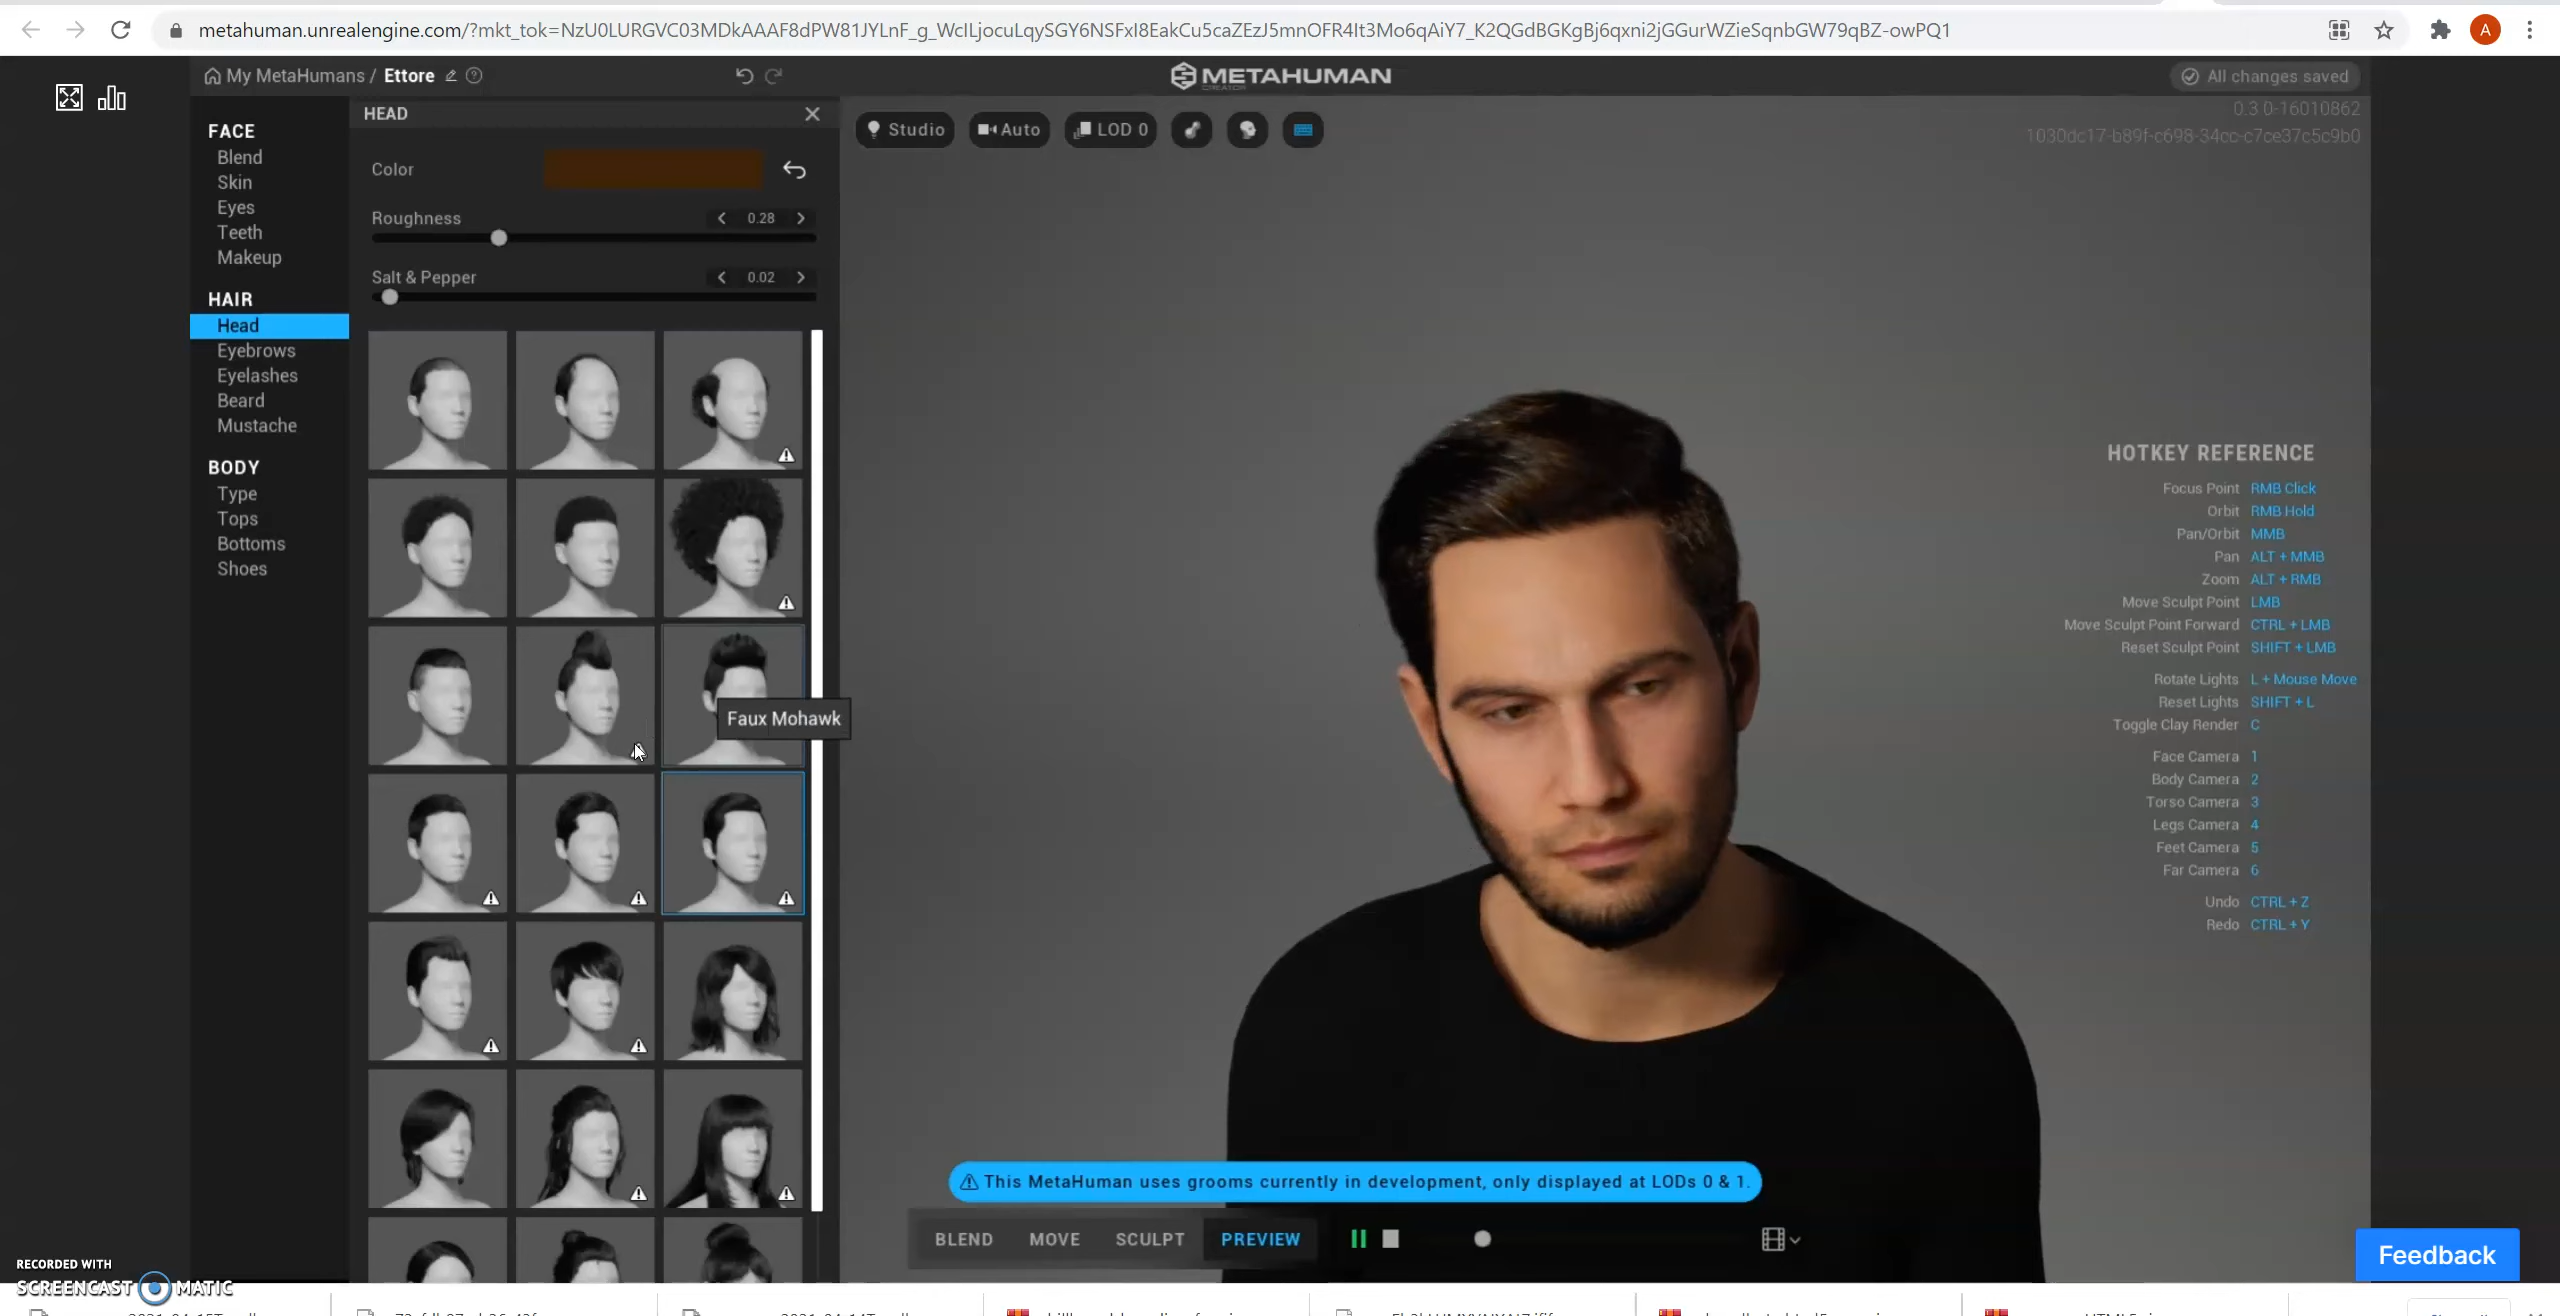 metahuman.unrealengine.com/?mkt_tok=NzU0LURGVC03MDkAAAF8dPW81JYLnF_g_WcILjocuLqySGY6NSFxI8EakCu5caZEzJ5mnOFR4It3Mo6qAiY7_K2QGdBGKgBj6qxni2jGGurWZieSqnbGW79qBZ-owPQ1
A
My MetaHumans / Ettore
METAHUMAN
CREATOR
All changes saved
0.3.0-16010862
1030dc17-b89f-c698-34cc-c7ce37c5c9b0
FACE
Blend
Skin
Eyes
Teeth
Makeup
HAIR
Head
Eyebrows
Eyelashes
Beard
Mustache
BODY
Type
Tops
Bottoms
Shoes
HEAD
Color
Roughness 0.28
Salt & Pepper 0.02
Faux Mohawk
Studio Auto LOD 0
HOTKEY REFERENCE
Focus Point RMB Click
Orbit RMB Hold
Pan/Orbit MMB
Pan ALT + MMB
Zoom ALT + RMB
Move Sculpt Point LMB
Move Sculpt Point Forward CTRL + LMB
Reset Sculpt Point SHIFT + LMB
Rotate Lights L + Mouse Move
Reset Lights SHIFT + L
Toggle Clay Render C
Face Camera 1
Body Camera 2
Torso Camera 3
Legs Camera 4
Feet Camera 5
Far Camera 6
Undo CTRL + Z
Redo CTRL + Y
This MetaHuman uses grooms currently in development, only displayed at LODs 0 & 1.
BLEND MOVE SCULPT PREVIEW
Feedback
RECORDED WITH
SCREENCAST MATIC